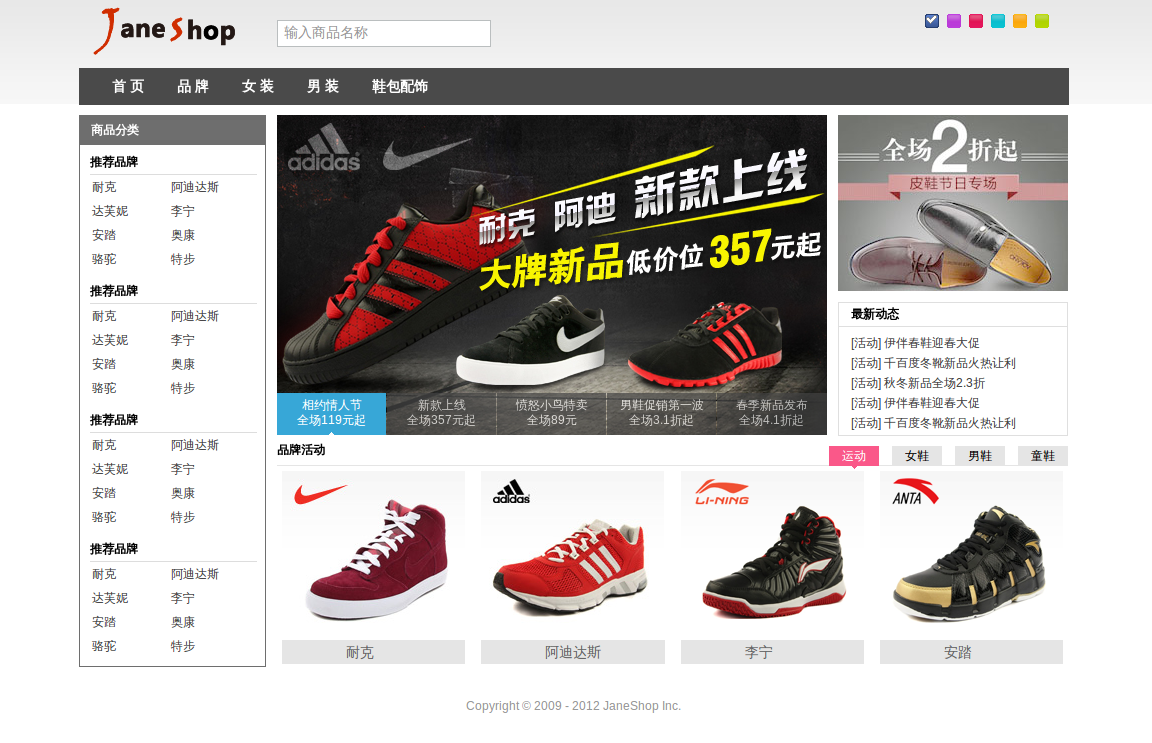 Jane Shop
输入商品名称
首 页 品 牌 女 装 男 装 鞋包配饰
商品分类
推荐品牌
耐克 阿迪达斯
达芙妮 李宁
安踏 奥康
骆驼 特步
推荐品牌
耐克 阿迪达斯
达芙妮 李宁
安踏 奥康
骆驼 特步
推荐品牌
耐克 阿迪达斯
达芙妮 李宁
安踏 奥康
骆驼 特步
推荐品牌
耐克 阿迪达斯
达芙妮 李宁
安踏 奥康
骆驼 特步
adidas
耐克 阿迪 新款上线
大牌新品低价位 357元起
相约情人节
全场119元起
新款上线
全场357元起
愤怒小鸟特卖
全场89元
男鞋促销第一波
全场3.1折起
春季新品发布
全场4.1折起
全场2折起
皮鞋节日专场
最新动态
[活动] 伊伴春鞋迎春大促
[活动] 千百度冬靴新品火热让利
[活动] 秋冬新品全场2.3折
[活动] 伊伴春鞋迎春大促
[活动] 千百度冬靴新品火热让利
品牌活动
运动 女鞋 男鞋 童鞋
adidas
LI-NING
ANTA
耐克
阿迪达斯
李宁
安踏
Copyright © 2009 - 2012 JaneShop Inc.